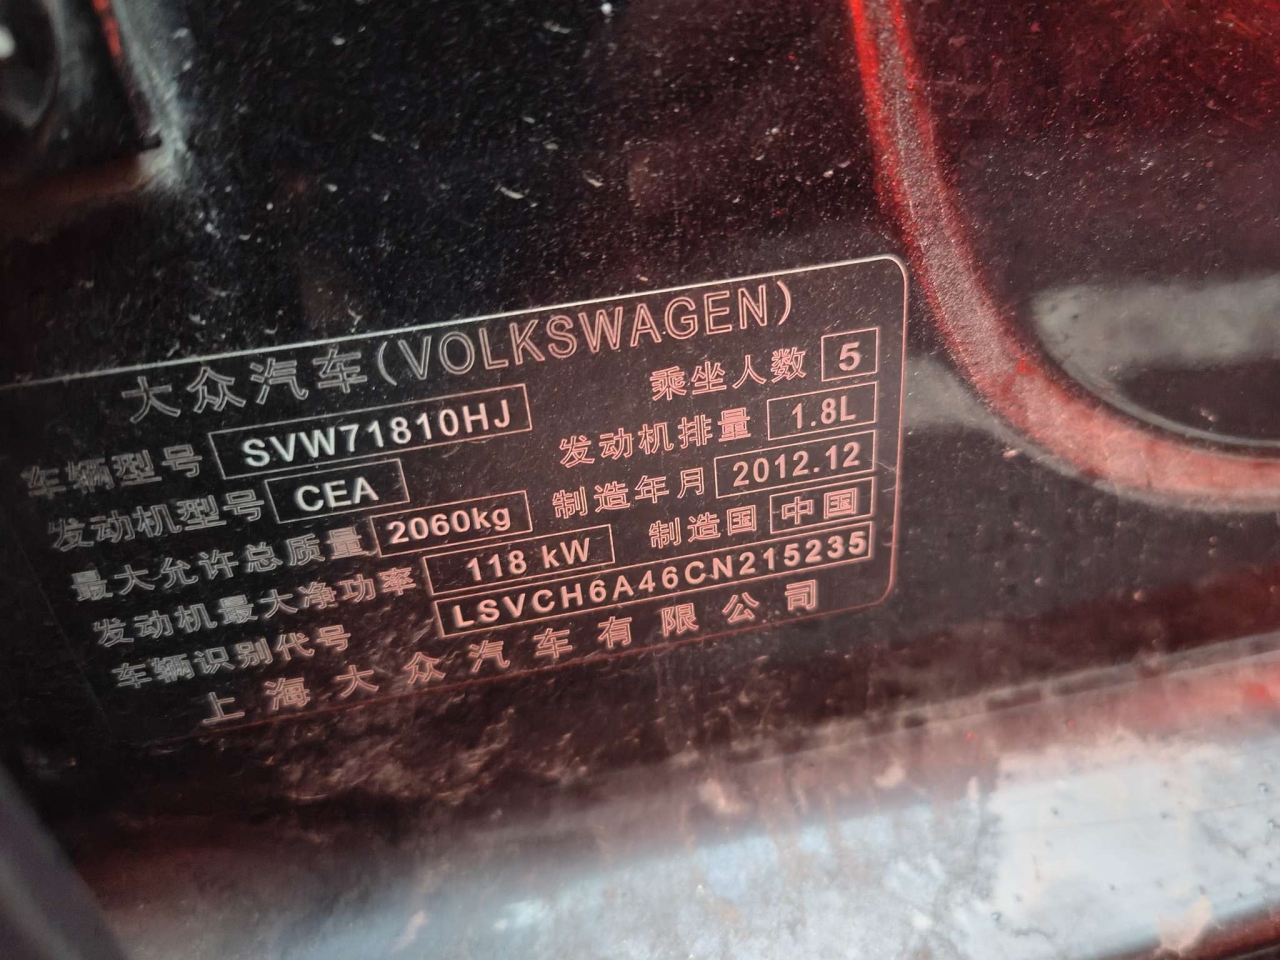 大众汽车(VOLKSWAGEN)
车辆型号 SVW71810HJ 乘坐人数 5
发动机型号 CEA 发动机排量 1.8L
最大允许总质量 2060kg 制造年月 2012.12
发动机最大净功率 118 kW 制造国 中国
车辆识别代号 LSVCH6A46CN215235
上海大众汽车有限公司